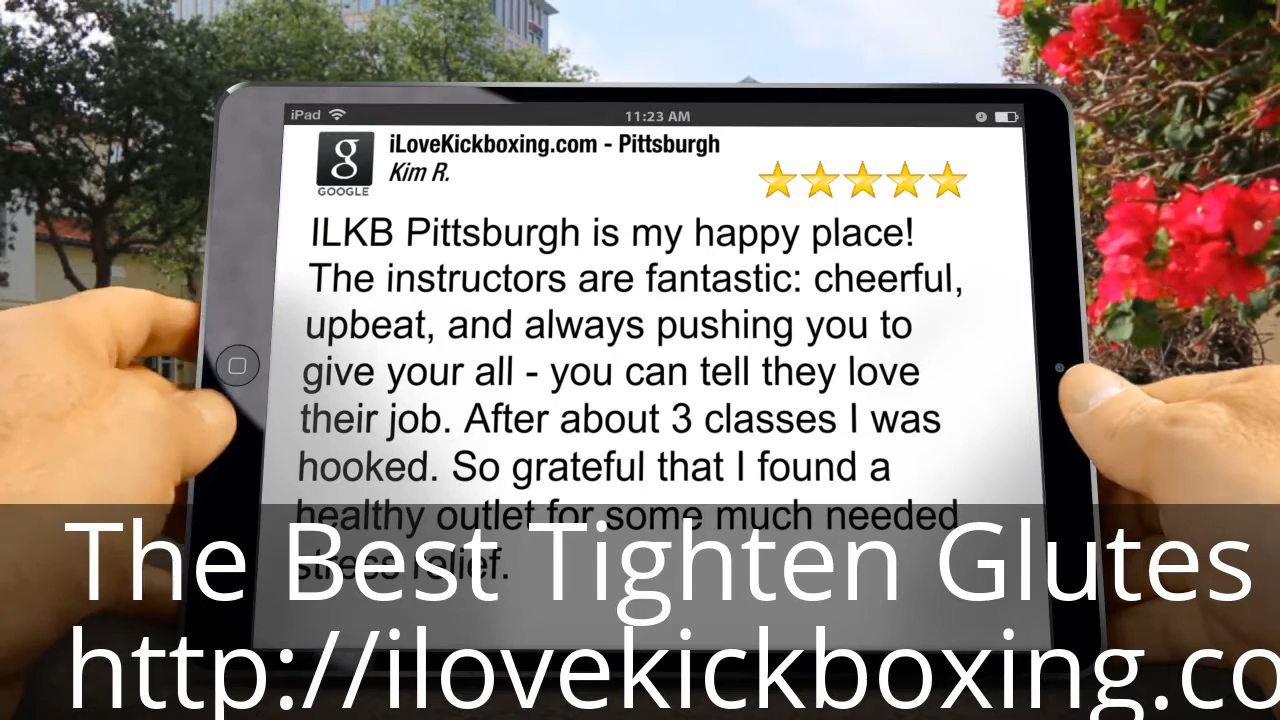 iPad
11:23 AM
g
GOOGLE
iLoveKickboxing.com - Pittsburgh
Kim R.
ILKB Pittsburgh is my happy place!
The instructors are fantastic: cheerful,
upbeat, and always pushing you to
give your all - you can tell they love
their job. After about 3 classes I was
hooked. So grateful that I found a
healthy outlet for some much needed
stress relief.
The Best Tighten Glutes
http://ilovekickboxing.co